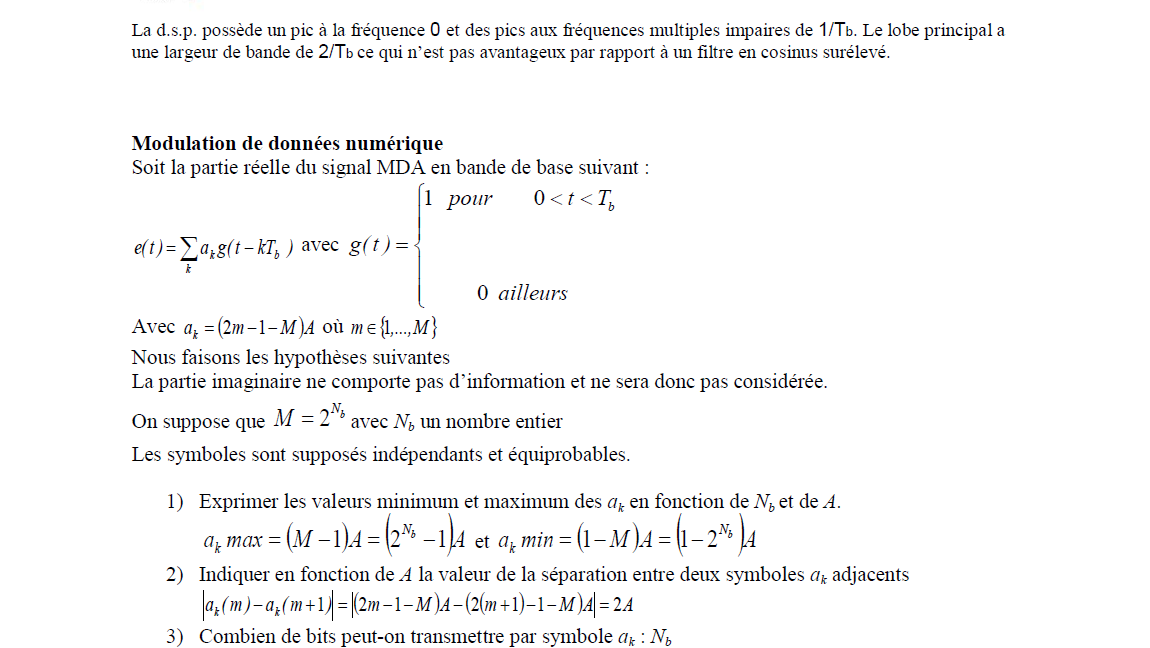 La d.s.p. possède un pic à la fréquence 0 et des pics aux fréquences multiples impaires de 1/Tb. Le lobe principal a
une largeur de bande de 2/Tb ce qui n'est pas avantageux par rapport à un filtre en cosinus surélevé.
Modulation de données numérique
Soit la partie réelle du signal MDA en bande de base suivant :
e(t)=∑_k a_k g(t−kT_b ) avec g(t)= { 1 pour 0<t<T_b
0 ailleurs
Avec a_k =(2m−1−M)A où m∈{1,...,M}
Nous faisons les hypothèses suivantes
La partie imaginaire ne comporte pas d'information et ne sera donc pas considérée.
On suppose que M = 2^{N_b} avec N_b un nombre entier
Les symboles sont supposés indépendants et équiprobables.
1) Exprimer les valeurs minimum et maximum des a_k en fonction de N_b et de A.
a_k max = (M −1)A = (2^{N_b} −1)A et a_k min = (1−M)A = (1−2^{N_b})A
2) Indiquer en fonction de A la valeur de la séparation entre deux symboles a_k adjacents
|a_k(m)−a_k(m+1)| = |(2m−1−M)A−(2(m+1)−1−M)A| = 2A
3) Combien de bits peut-on transmettre par symbole a_k : N_b